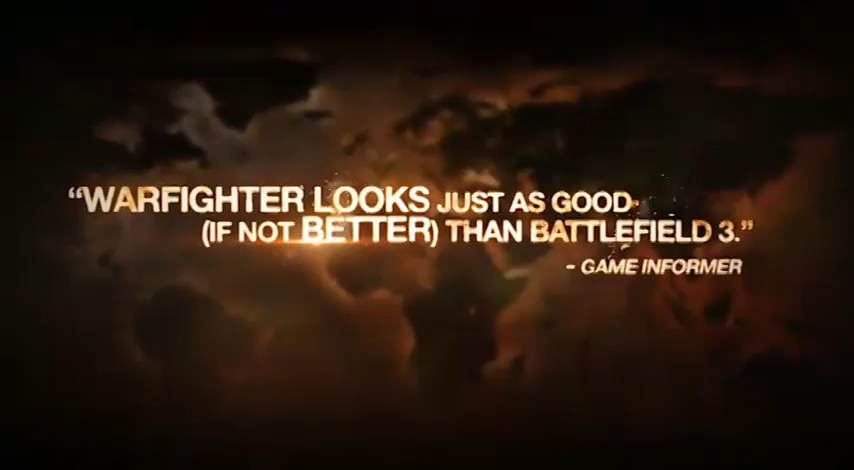 “WARFIGHTER LOOKS JUST AS GOOD
(IF NOT BETTER) THAN BATTLEFIELD 3.”
- GAME INFORMER